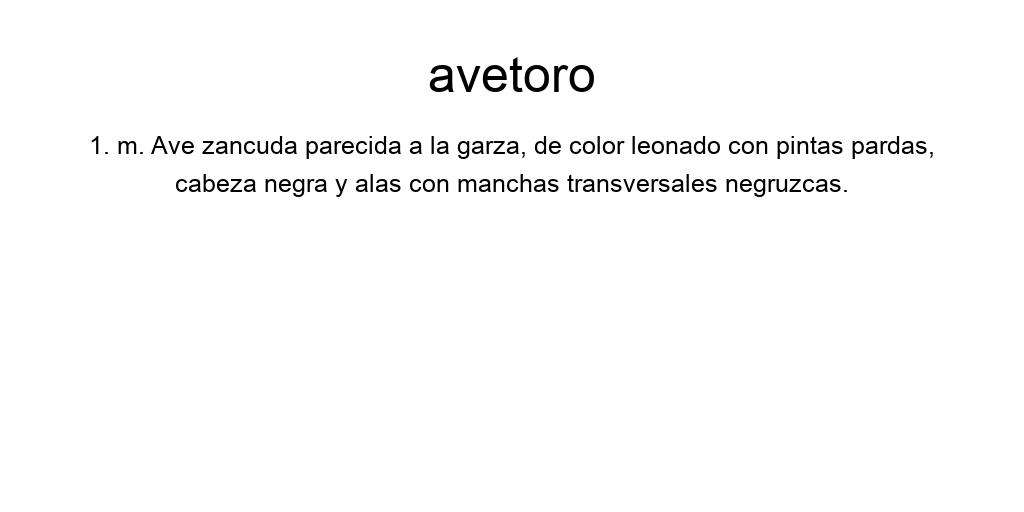 avetoro
1. m. Ave zancuda parecida a la garza, de color leonado con pintas pardas,
cabeza negra y alas con manchas transversales negruzcas.